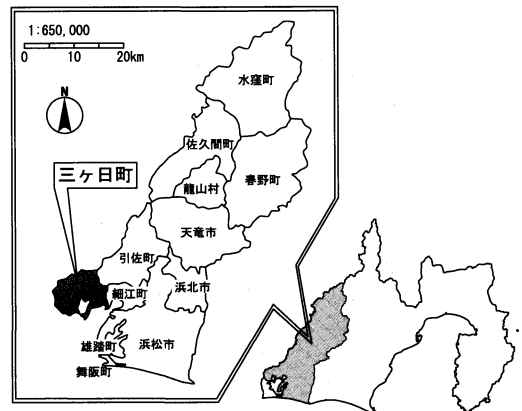 1:650,000
0 10 20km
N
水窪町
佐久間町
三ヶ日町
龍山村
春野町
天竜市
引佐町
細江町
浜北市
雄踏町
浜松市
舞阪町